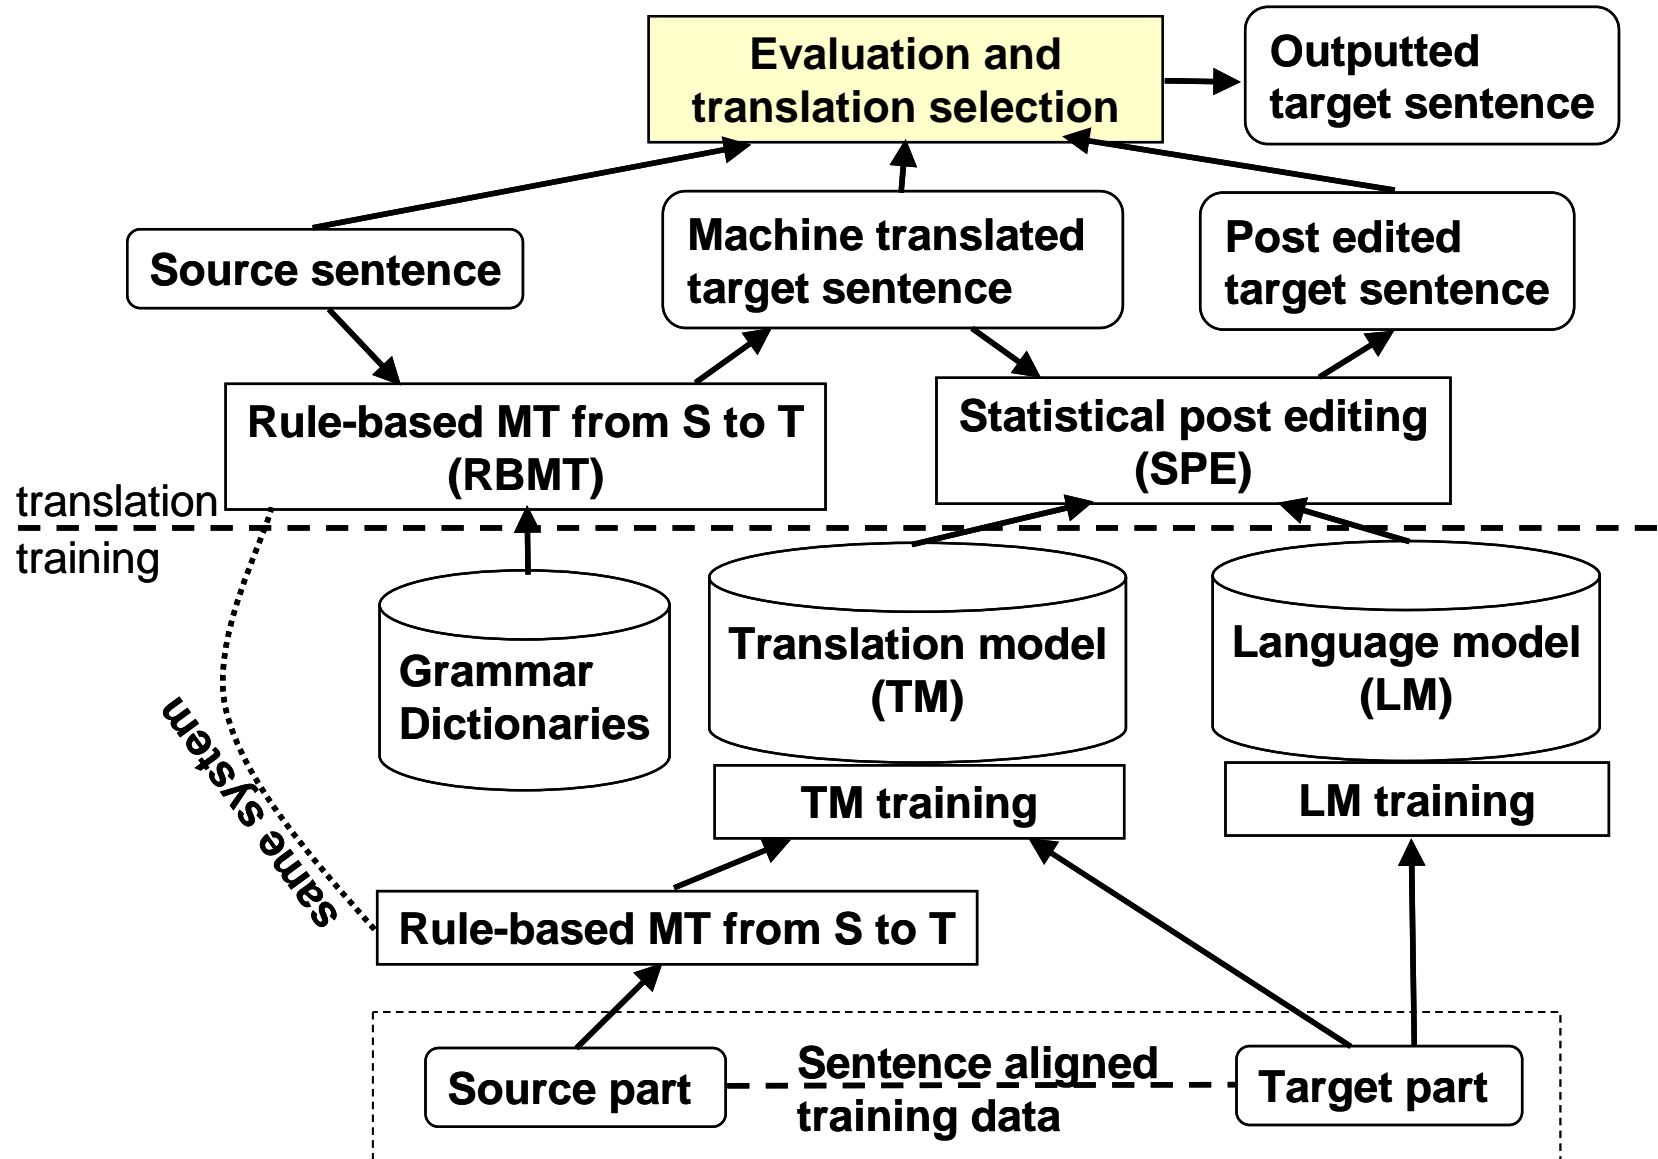 Evaluation and
translation selection
Outputted
target sentence
Source sentence
Machine translated
target sentence
Post edited
target sentence
Rule-based MT from S to T
(RBMT)
Statistical post editing
(SPE)
translation
training
Grammar
Dictionaries
Translation model
(TM)
Language model
(LM)
same system
TM training
LM training
Rule-based MT from S to T
Source part
Sentence aligned
training data
Target part